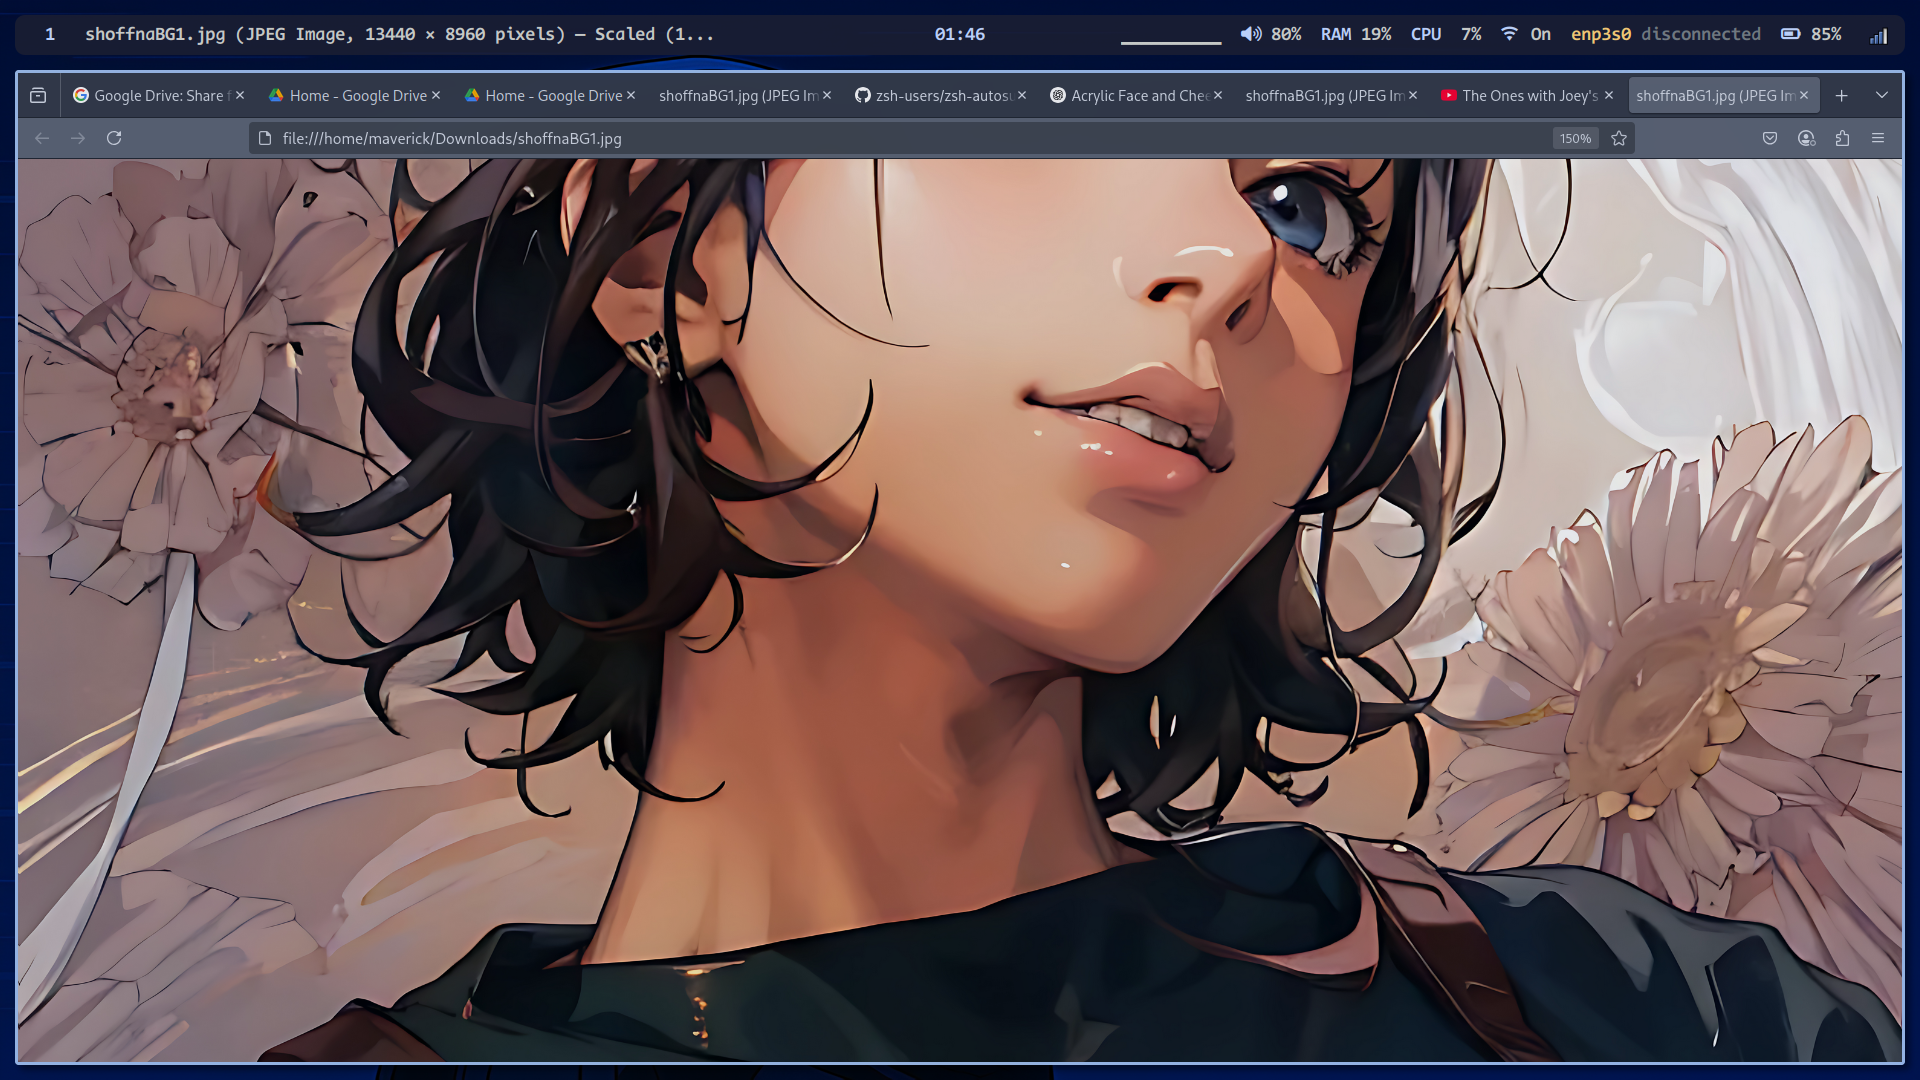 1 shoffnaBG1.jpg (JPEG Image, 13440 × 8960 pixels) — Scaled (1... 01:46 80% RAM 19% CPU 7% On enp3s0 disconnected 85%
Google Drive: Share f Home - Google Drive Home - Google Drive shoffnaBG1.jpg (JPEG Im zsh-users/zsh-autosu Acrylic Face and Chee shoffnaBG1.jpg (JPEG Im The Ones with Joey's shoffnaBG1.jpg (JPEG Im
file:///home/maverick/Downloads/shoffnaBG1.jpg 150%